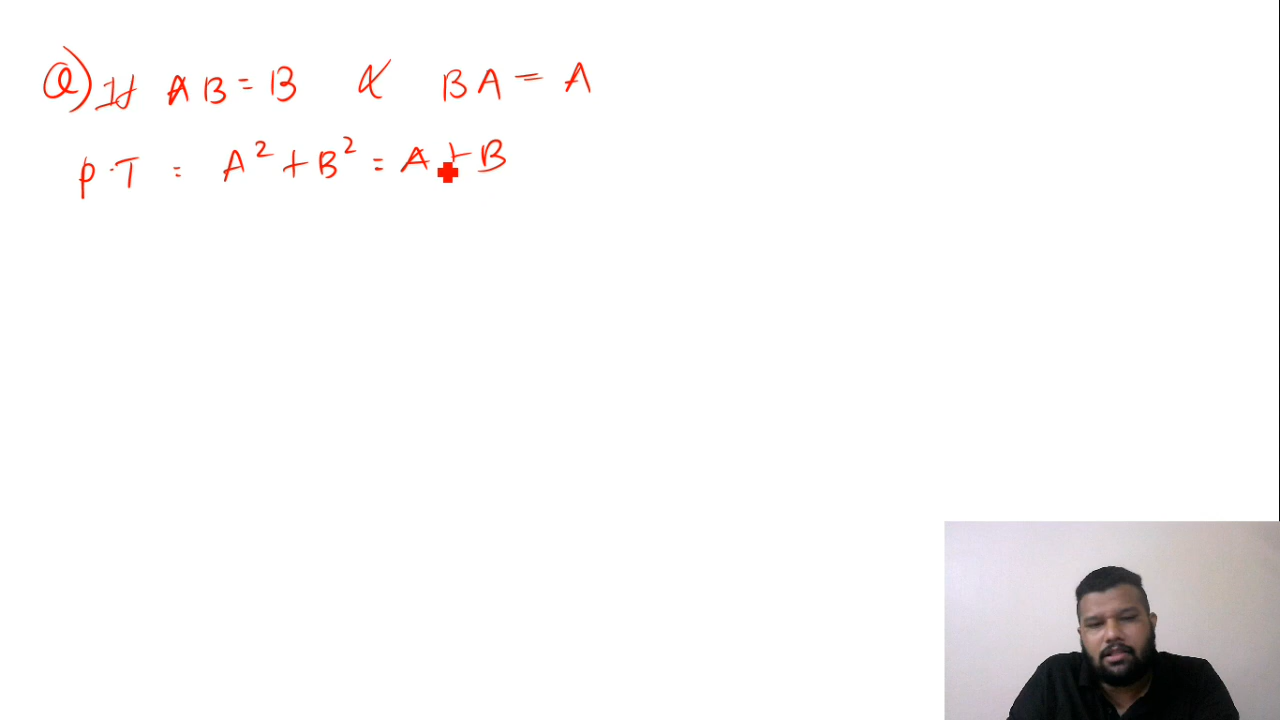 Q) If AB = B & BA = A
P.T = A² + B² = A + B